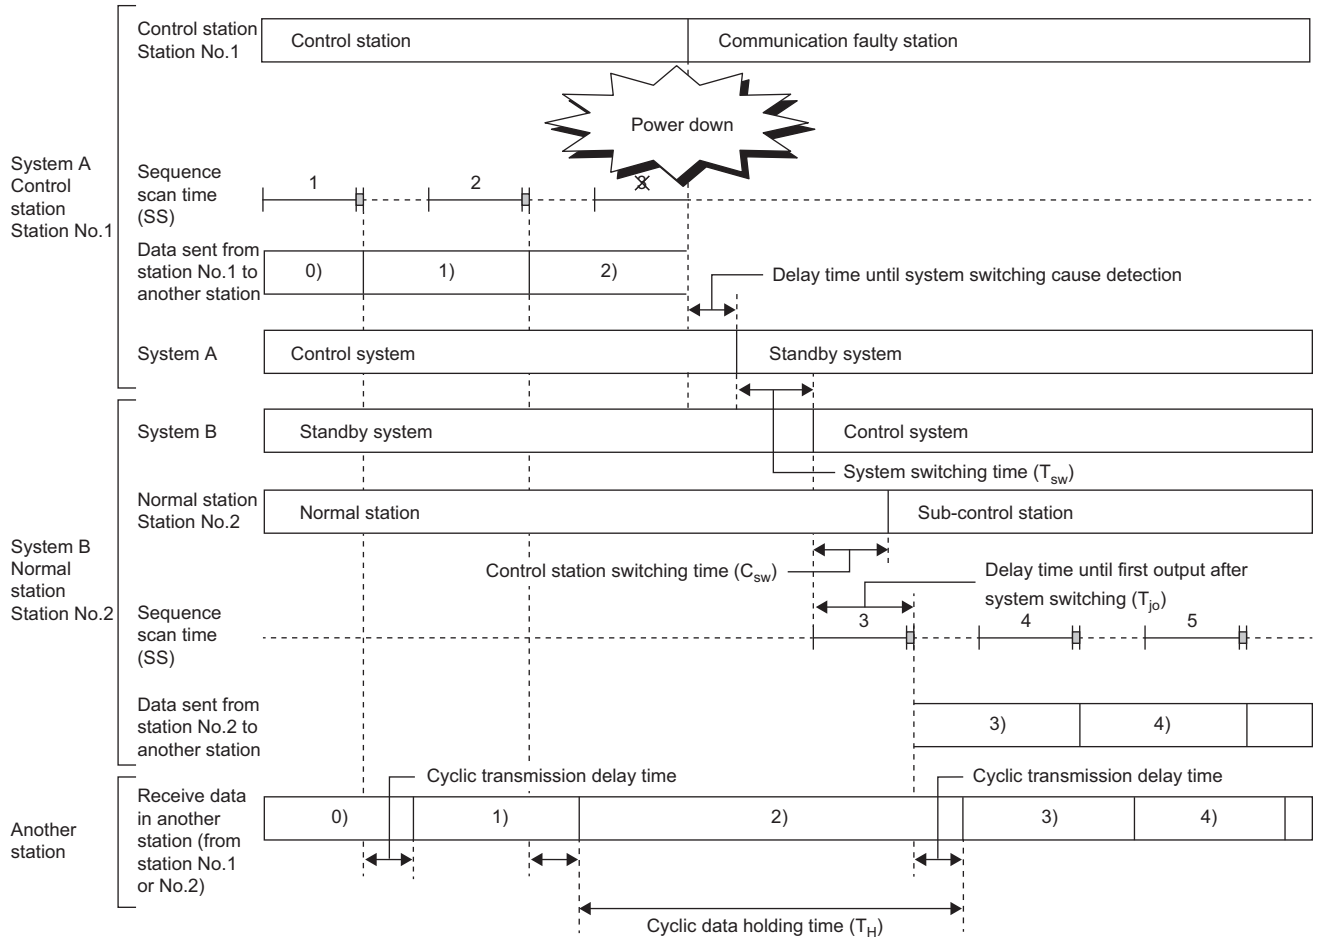 Control station
Station No.1
Control station
Communication faulty station
Power down
System A
Control
station
Station No.1
Sequence
scan time
(SS)
1
2
3
Data sent from
station No.1 to
another station
0)
1)
2)
Delay time until system switching cause detection
System A
Control system
Standby system
System B
Standby system
Control system
System switching time (Tsw)
Normal station
Station No.2
Normal station
Sub-control station
System B
Normal
station
Station No.2
Control station switching time (Csw)
Delay time until first output after
system switching (Tjo)
Sequence
scan time
(SS)
3
4
5
Data sent from
station No.2 to
another station
3)
4)
Cyclic transmission delay time
Cyclic transmission delay time
Another
station
Receive data
in another
station (from
station No.1
or No.2)
0)
1)
2)
3)
4)
Cyclic data holding time (TH)